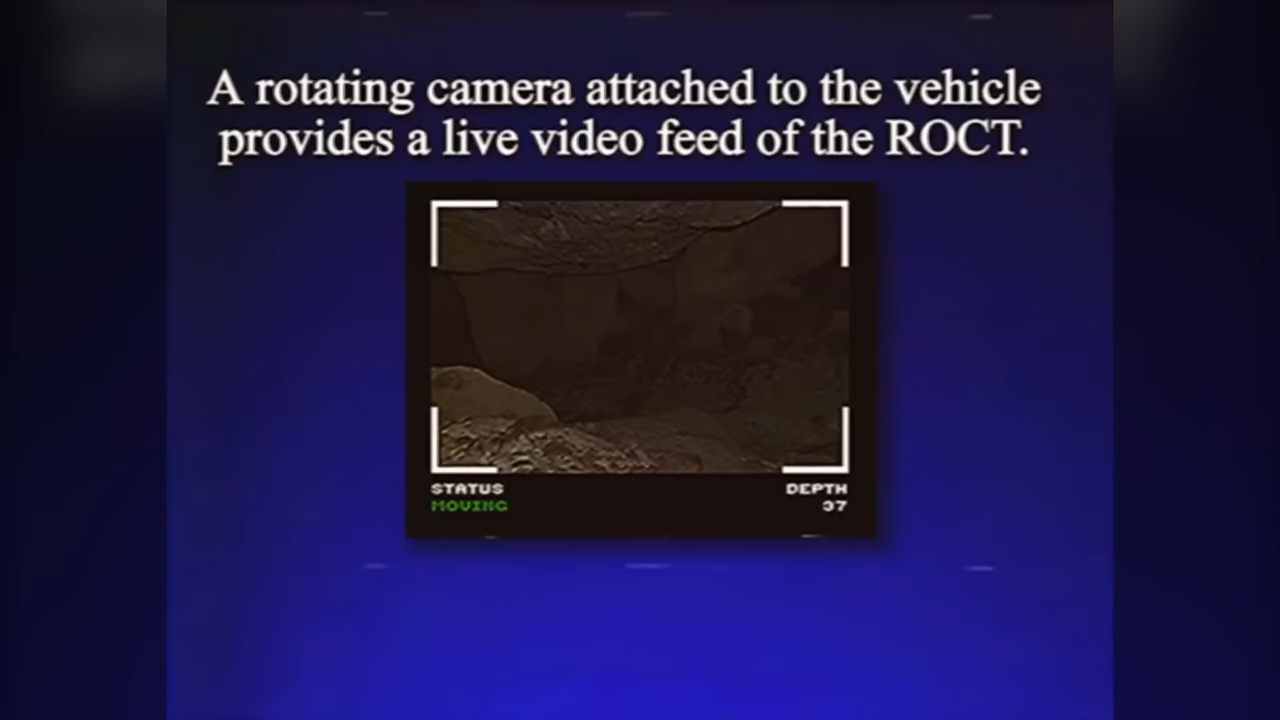 A rotating camera attached to the vehicle
provides a live video feed of the ROCT.
STATUS
DEPTH
MOVING
37